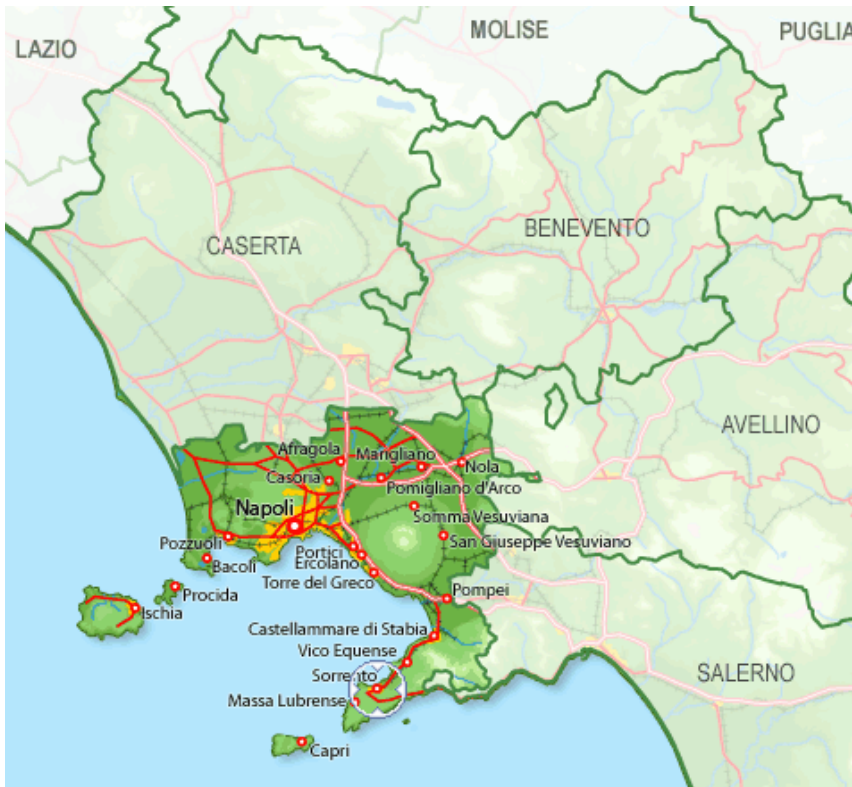 MOLISE
PUGLIA
LAZIO
BENEVENTO
CASERTA
AVELLINO
Afragola
Marigliano
Nola
Casoria
Pomigliano d'Arco
Napoli
Somma Vesuviana
Pozzuoli
San Giuseppe Vesuviano
Portici
Bacoli
Ercolano
Torre del Greco
Procida
Pompei
Ischia
Castellammare di Stabia
Vico Equense
Sorrento
SALERNO
Massa Lubrense
Capri